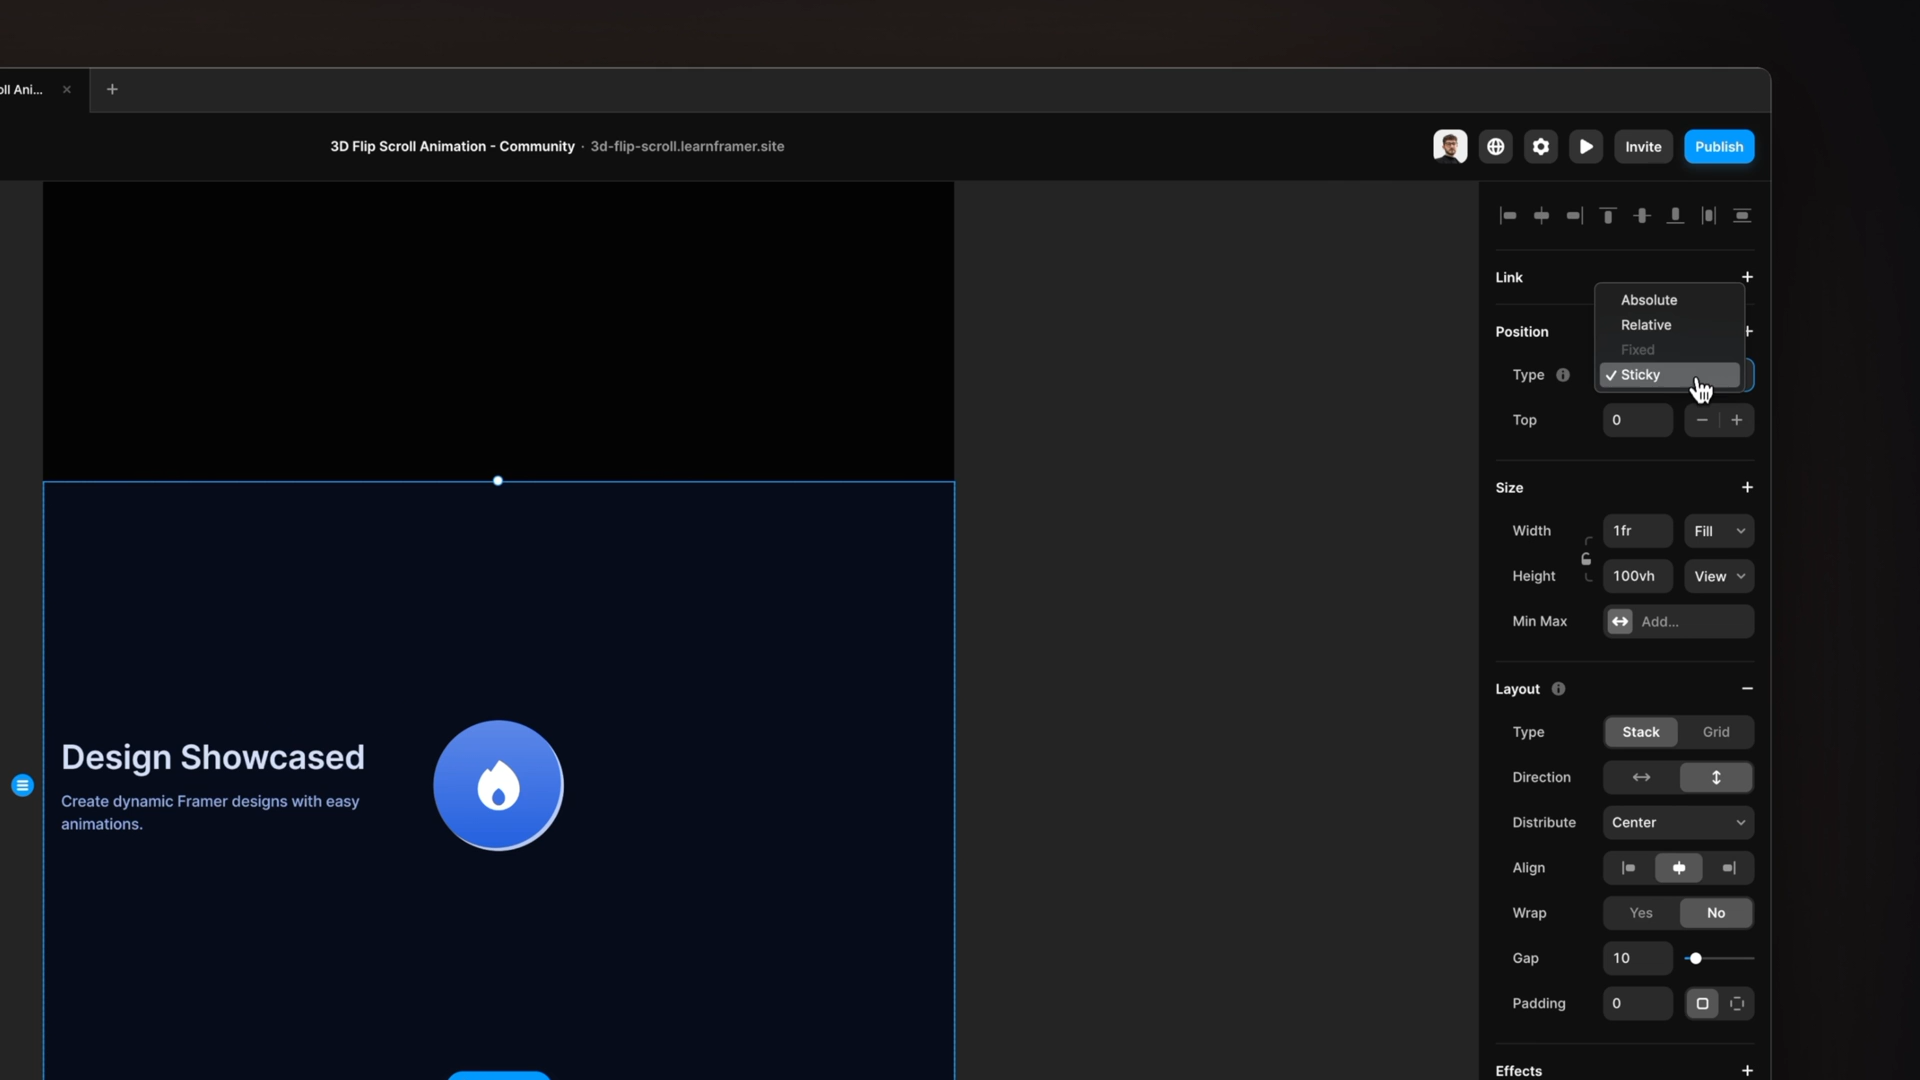 oll Ani...
3D Flip Scroll Animation - Community · 3d-flip-scroll.learnframer.site
Invite
Publish
Link
Absolute
Relative
Fixed
✓ Sticky
Position
Type
Top
0
Size
Width
1fr
Fill
Height
100vh
View
Min Max
Add...
Layout
Type
Stack
Grid
Direction
Distribute
Center
Align
Wrap
Yes
No
Gap
10
Padding
0
Effects
Design Showcased
Create dynamic Framer designs with easy
animations.